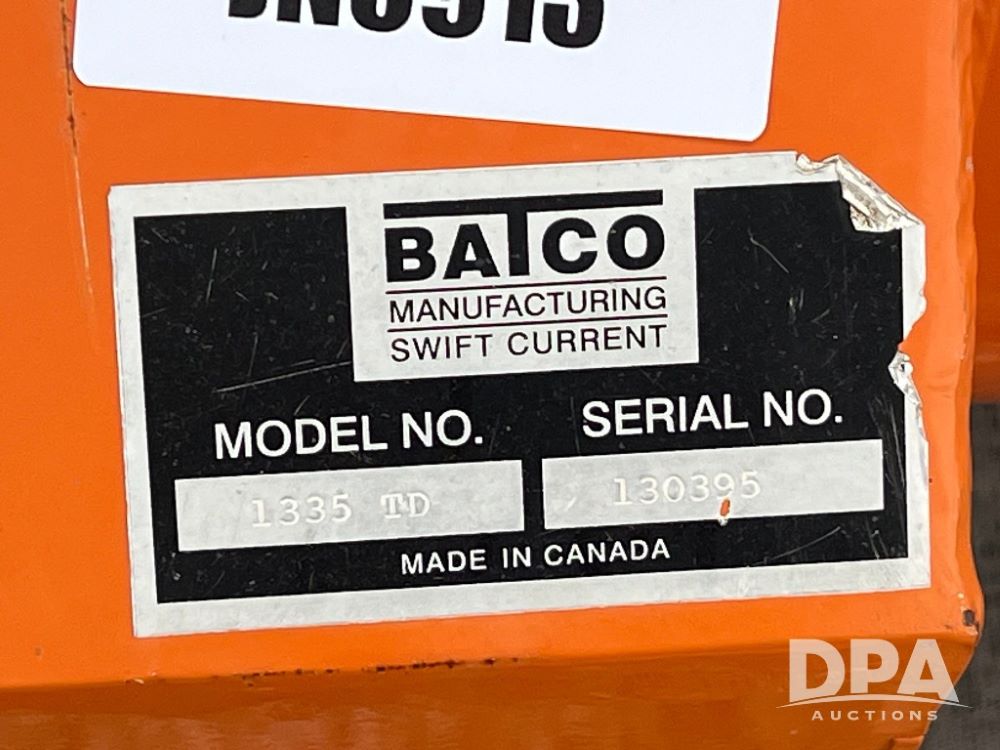 BATCO
MANUFACTURING
SWIFT CURRENT
MODEL NO. SERIAL NO.
1335 TD 130395
MADE IN CANADA
DPA
AUCTIONS